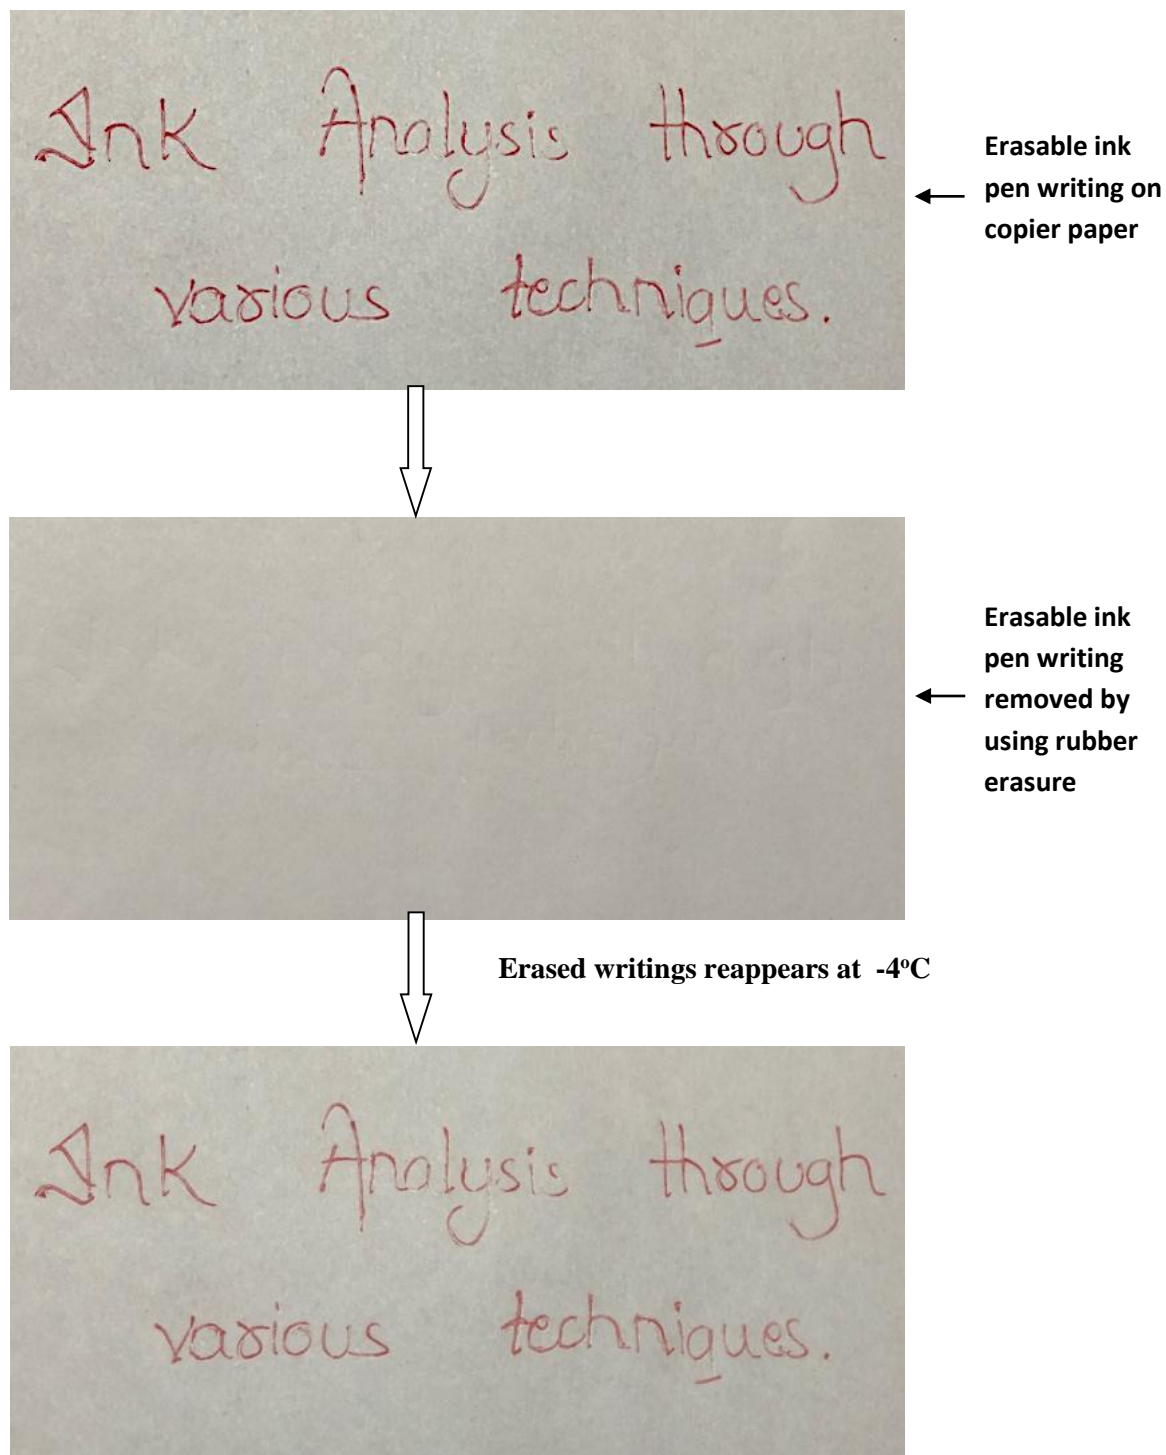 Ink Analysis through
various techniques.
Erasable ink
pen writing on
copier paper
Erasable ink
pen writing
removed by
using rubber
erasure
Erased writings reappears at -4°C
Ink Analysis through
various techniques.